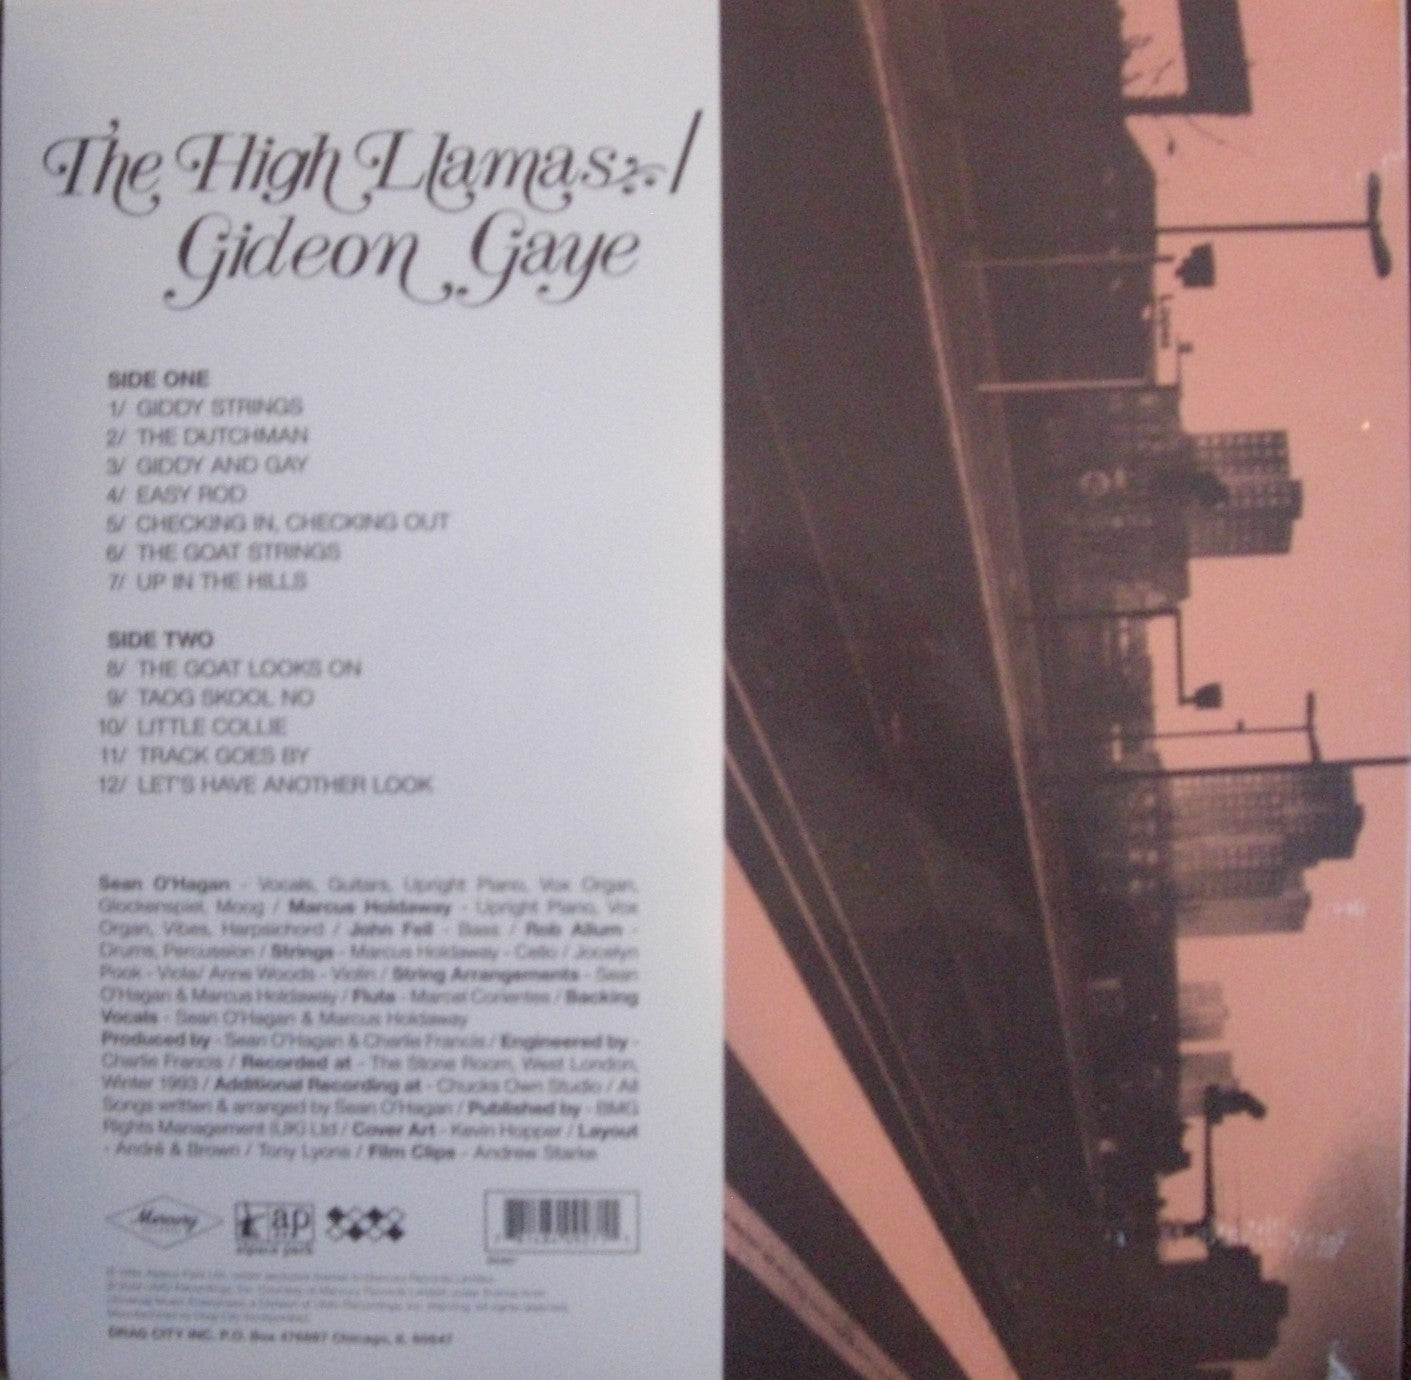 The High Llamas /
Gideon Gaye
SIDE ONE
1/ GIDDY STRINGS
2/ THE DUTCHMAN
3/ GIDDY AND GAY
4/ EASY ROD
5/ CHECKING IN, CHECKING OUT
6/ THE GOAT STRINGS
7/ UP IN THE HILLS
SIDE TWO
8/ THE GOAT LOOKS ON
9/ TAOG SKOOL NO
10/ LITTLE COLLIE
11/ TRACK GOES BY
12/ LET'S HAVE ANOTHER LOOK
Sean O'Hagan - Vocals, Guitars, Upright Piano, Vox Organ,
Glockenspiel, Moog / Marcus Holdaway - Upright Piano, Vox
Organ, Vibes, Harpsichord / John Fell - Bass / Rob Allum -
Drums, Percussion / Strings - Marcus Holdaway - Cello / Jocelyn
Pook - Viola/ Anne Woods - Violin / String Arrangements - Sean
O'Hagan & Marcus Holdaway / Flute - Marcel Corientes / Backing
Vocals - Sean O'Hagan & Marcus Holdaway
Produced by - Sean O'Hagan & Charlie Francis / Engineered by -
Charlie Francis / Recorded at - The Stone Room, West London,
Winter 1993 / Additional Recording at - Chucks Own Studio / All
Songs written & arranged by Sean O'Hagan / Published by - BMG
Rights Management (UK) Ltd / Cover Art - Kevin Hopper / Layout
- André & Brown / Tony Lyons / Film Clips - Andrew Starke
Mercury
ap
alpaca park
DRAG CITY INC. P.O. Box 476867 Chicago, IL 60647